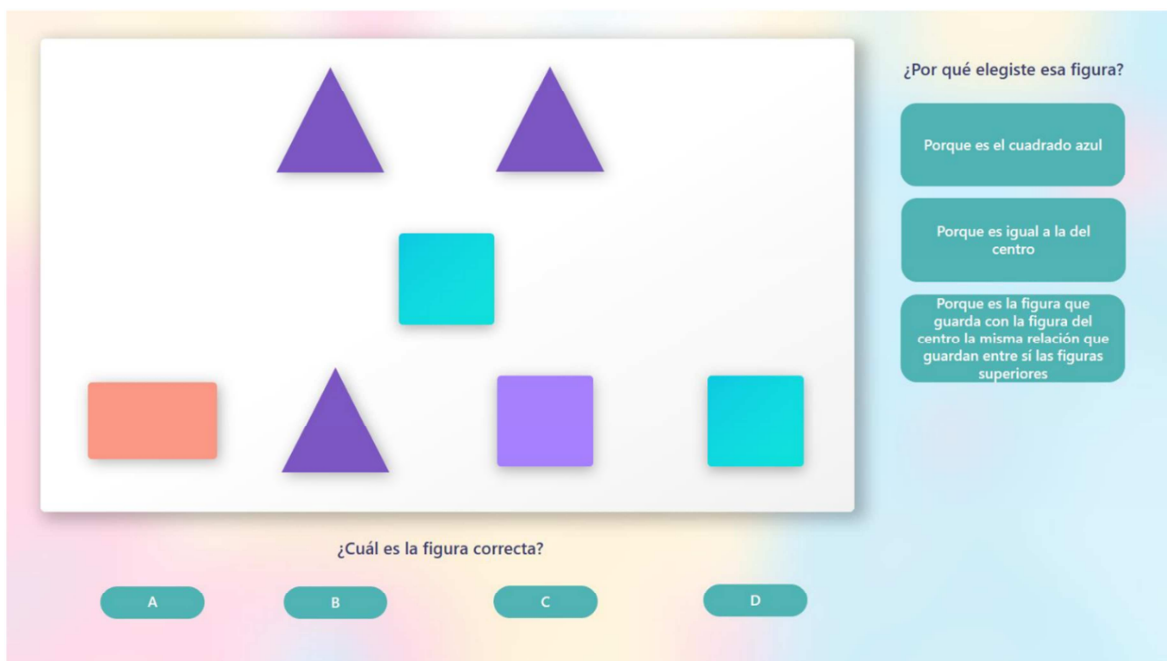 ¿Por qué elegiste esa figura?
Porque es el cuadrado azul
Porque es igual a la del
centro
Porque es la figura que
guarda con la figura del
centro la misma relación que
guardan entre sí las figuras
superiores
¿Cuál es la figura correcta?
A
B
C
D